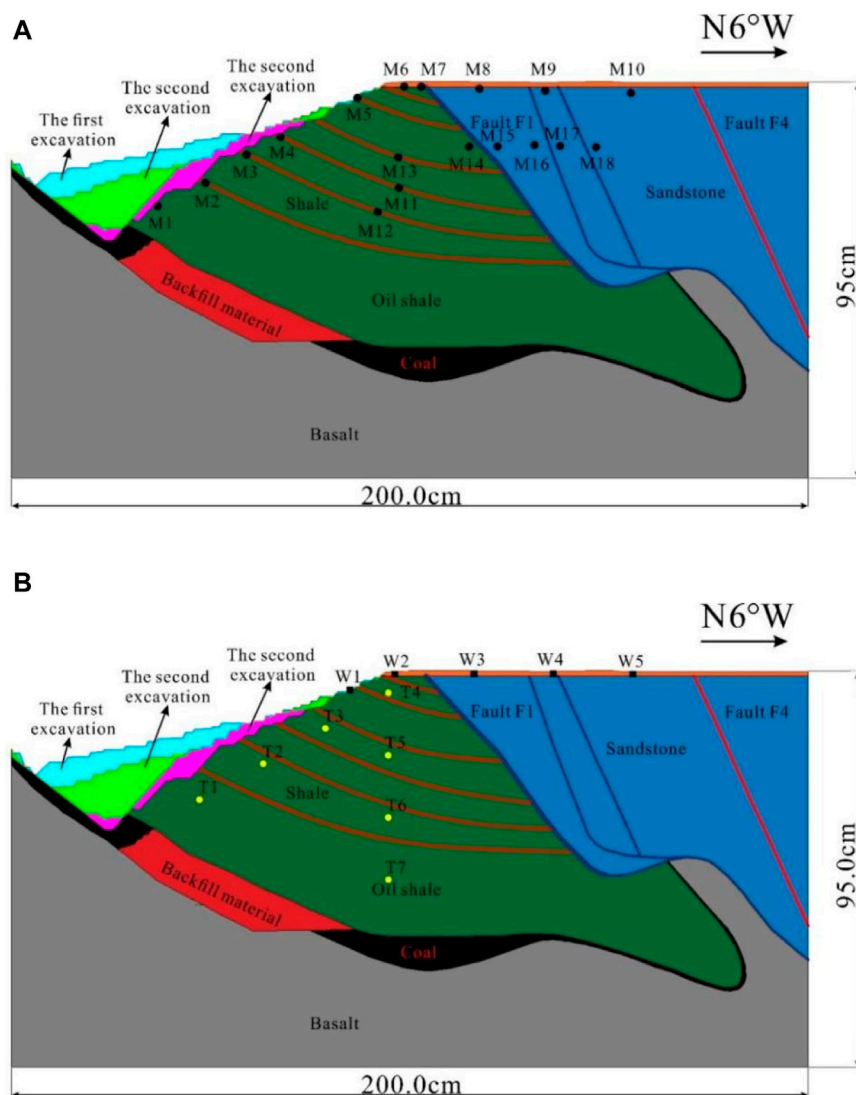 A
N6°W
The first
excavation
The second
excavation
The second
excavation
M6
M7
M8
M9
M10
M5
M4
M3
M2
M1
M13
M11
M12
M14
M15
M16
M17
M18
Fault F1
Fault F4
Sandstone
Shale
Oil shale
Backfill material
Coal
Basalt
95cm
200.0cm
B
N6°W
The first
excavation
The second
excavation
The second
excavation
W1
W2
W3
W4
W5
T4
T3
T2
T1
T5
T6
T7
Fault F1
Fault F4
Sandstone
Shale
Oil shale
Backfill material
Coal
Basalt
95.0cm
200.0cm